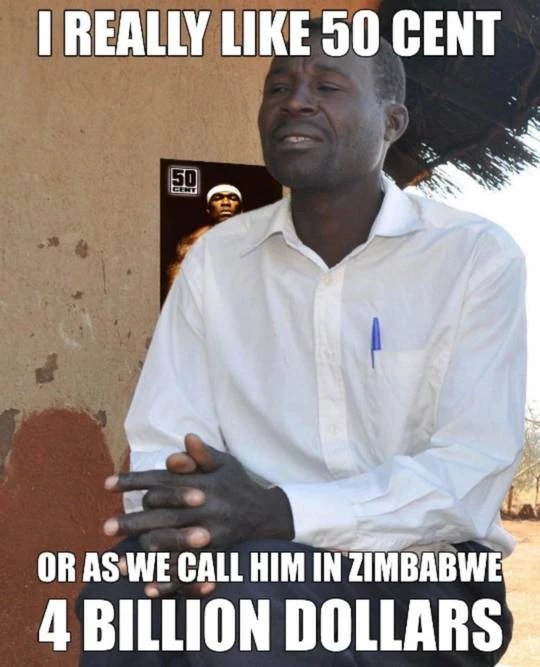 I REALLY LIKE 50 CENT
50
CENT
OR AS WE CALL HIM IN ZIMBABWE
4 BILLION DOLLARS